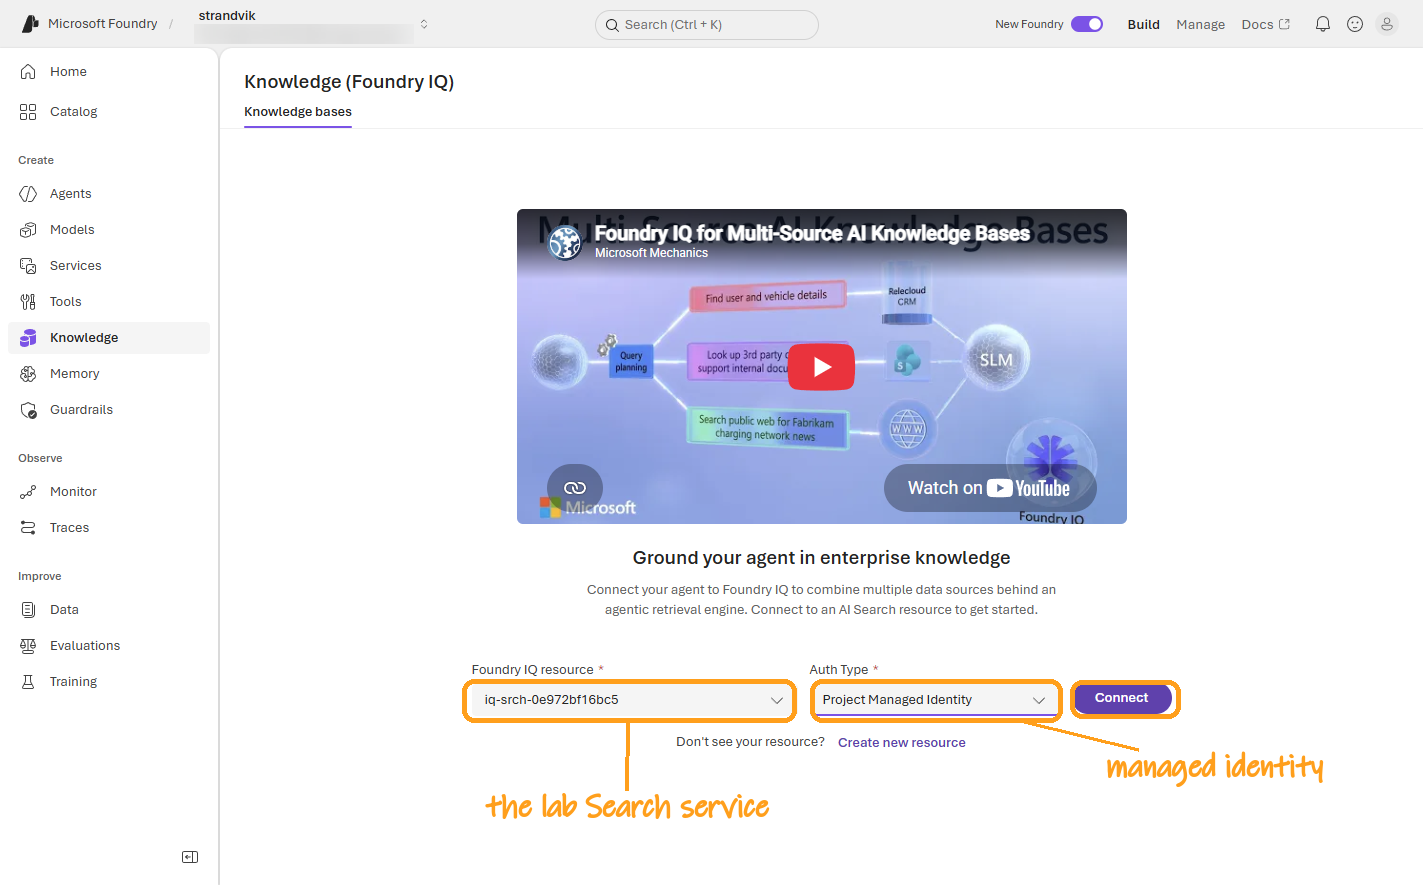 Microsoft Foundry
/
strandvik
Search (Ctrl + K)
New Foundry
Build
Manage
Docs
Home
Catalog
Create
Agents
Models
Services
Tools
Knowledge
Memory
Guardrails
Observe
Monitor
Traces
Improve
Data
Evaluations
Training
Knowledge (Foundry IQ)
Knowledge bases
Multi-Source AI Knowledge Bases
Foundry IQ for Multi-Source AI Knowledge Bases
Microsoft Mechanics
Find user and vehicle details
Relecloud
CRM
Query
planning
Look up 3rd party
support internal
S
SLM
Search public web for Fabrikam
charging network news
WWW
Watch on YouTube
Microsoft
Foundry IQ
Ground your agent in enterprise knowledge
Connect your agent to Foundry IQ to combine multiple data sources behind an
agentic retrieval engine. Connect to an AI Search resource to get started.
Foundry IQ resource *
Auth Type *
iq-srch-0e972bf16bc5
Project Managed Identity
Connect
Don't see your resource? Create new resource
managed identity
the lab Search service